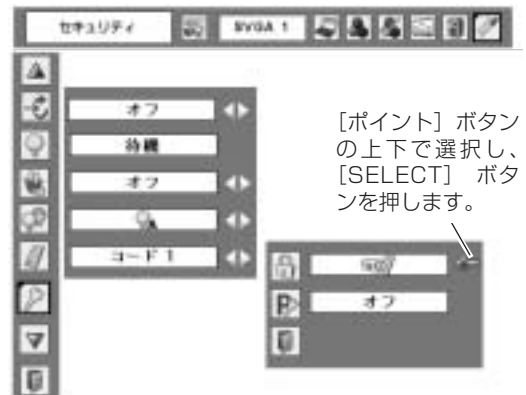 セキュリティ
SVGA 1
オフ
待機
オフ
コード 1
[ポイント] ボタン
の上下で選択し、
[SELECT] ボタ
ンを押します。
オフ